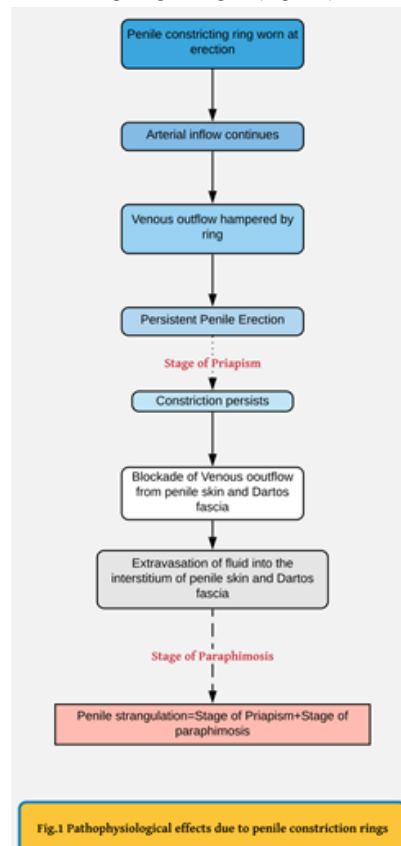 Penile constricting ring worn at
erection
Arterial inflow continues
Venous outflow hampered by
ring
Persistent Penile Erection
Stage of Priapism
Constriction persists
Blockade of Venous ooutflow
from penile skin and Dartos
fascia
Extravasation of fluid into the
interstitium of penile skin and Dartos
fascia
Stage of Paraphimosis
Penile strangulation=Stage of Priapism+Stage of
paraphimosis
Fig.1 Pathophysiological effects due to penile constriction rings